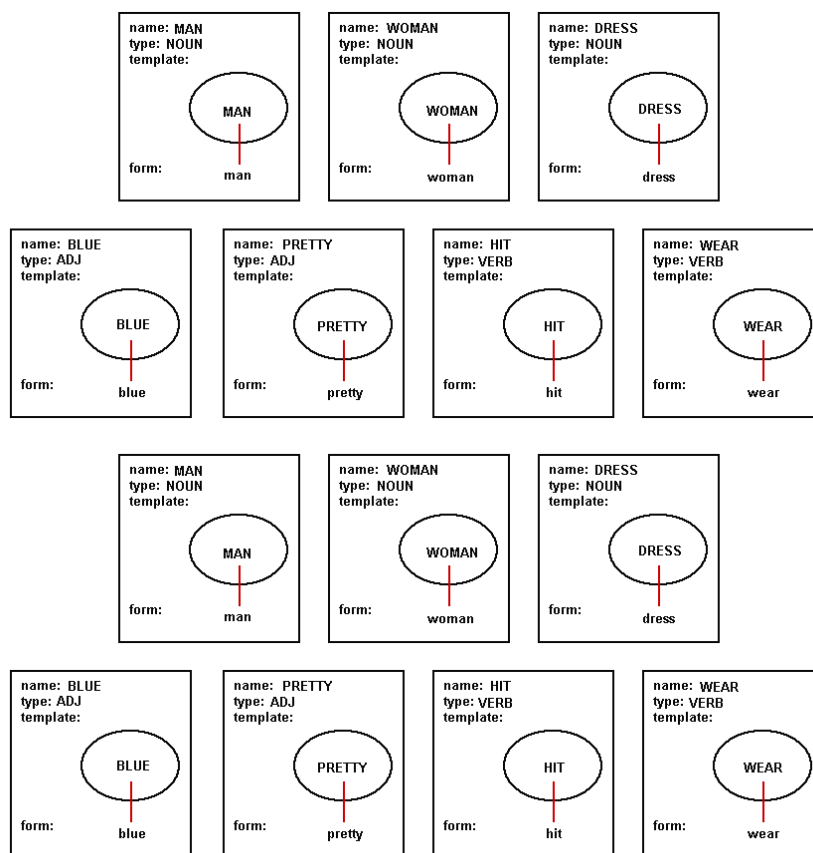 name: MAN
type: NOUN
template:
MAN
form:
man
name: WOMAN
type: NOUN
template:
WOMAN
form:
woman
name: DRESS
type: NOUN
template:
DRESS
form:
dress
name: BLUE
type: ADJ
template:
BLUE
form:
blue
name: PRETTY
type: ADJ
template:
PRETTY
form:
pretty
name: HIT
type: VERB
template:
HIT
form:
hit
name: WEAR
type: VERB
template:
WEAR
form:
wear
name: MAN
type: NOUN
template:
MAN
form:
man
name: WOMAN
type: NOUN
template:
WOMAN
form:
woman
name: DRESS
type: NOUN
template:
DRESS
form:
dress
name: BLUE
type: ADJ
template:
BLUE
form:
blue
name: PRETTY
type: ADJ
template:
PRETTY
form:
pretty
name: HIT
type: VERB
template:
HIT
form:
hit
name: WEAR
type: VERB
template:
WEAR
form:
wear